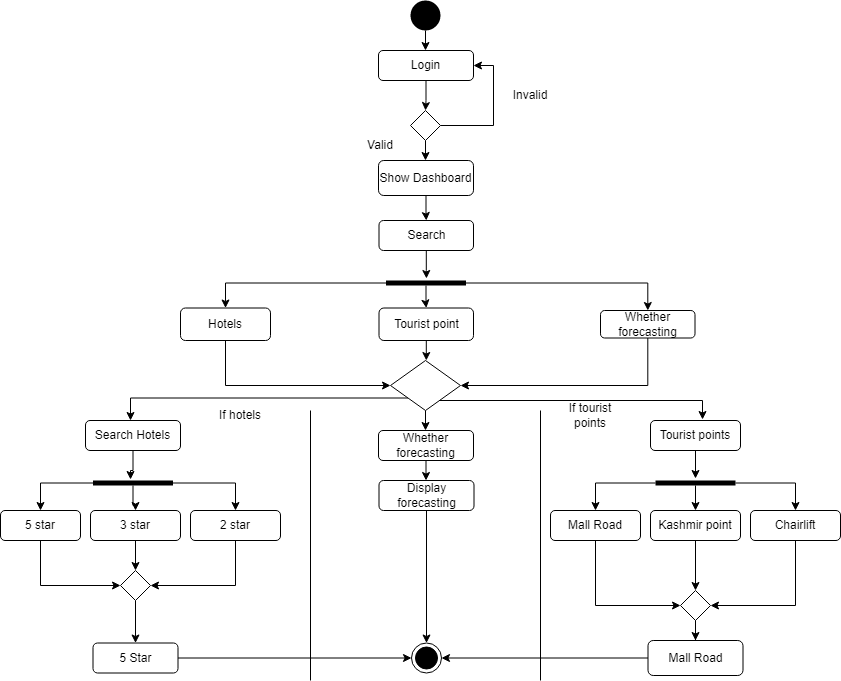 Login
Invalid
Valid
Show Dashboard
Search
Hotels
Tourist point
Whether
forecasting
If hotels
If tourist
points
Search Hotels
Whether
forecasting
Tourist points
Display
forecasting
5 star
3 star
2 star
Mall Road
Kashmir point
Chairlift
5 Star
Mall Road